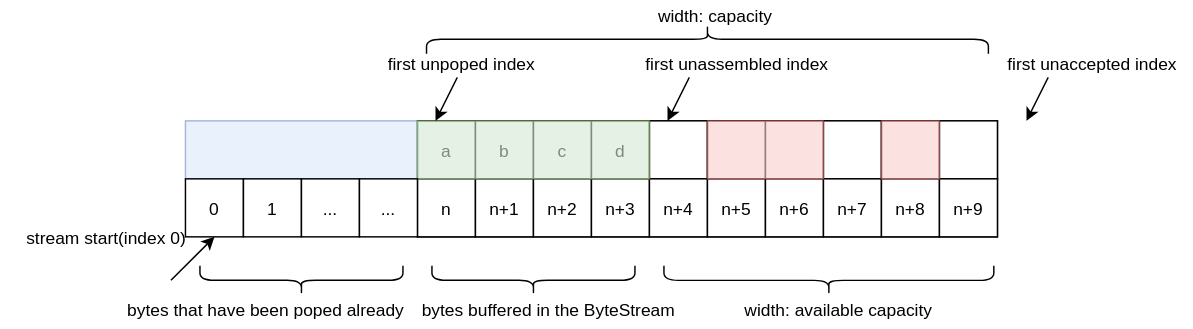 width: capacity
first unpoped index
first unassembled index
first unaccepted index
a b c d
0 1 ... ... n n+1 n+2 n+3 n+4 n+5 n+6 n+7 n+8 n+9
stream start(index 0)
bytes that have been poped already
bytes buffered in the ByteStream
width: available capacity